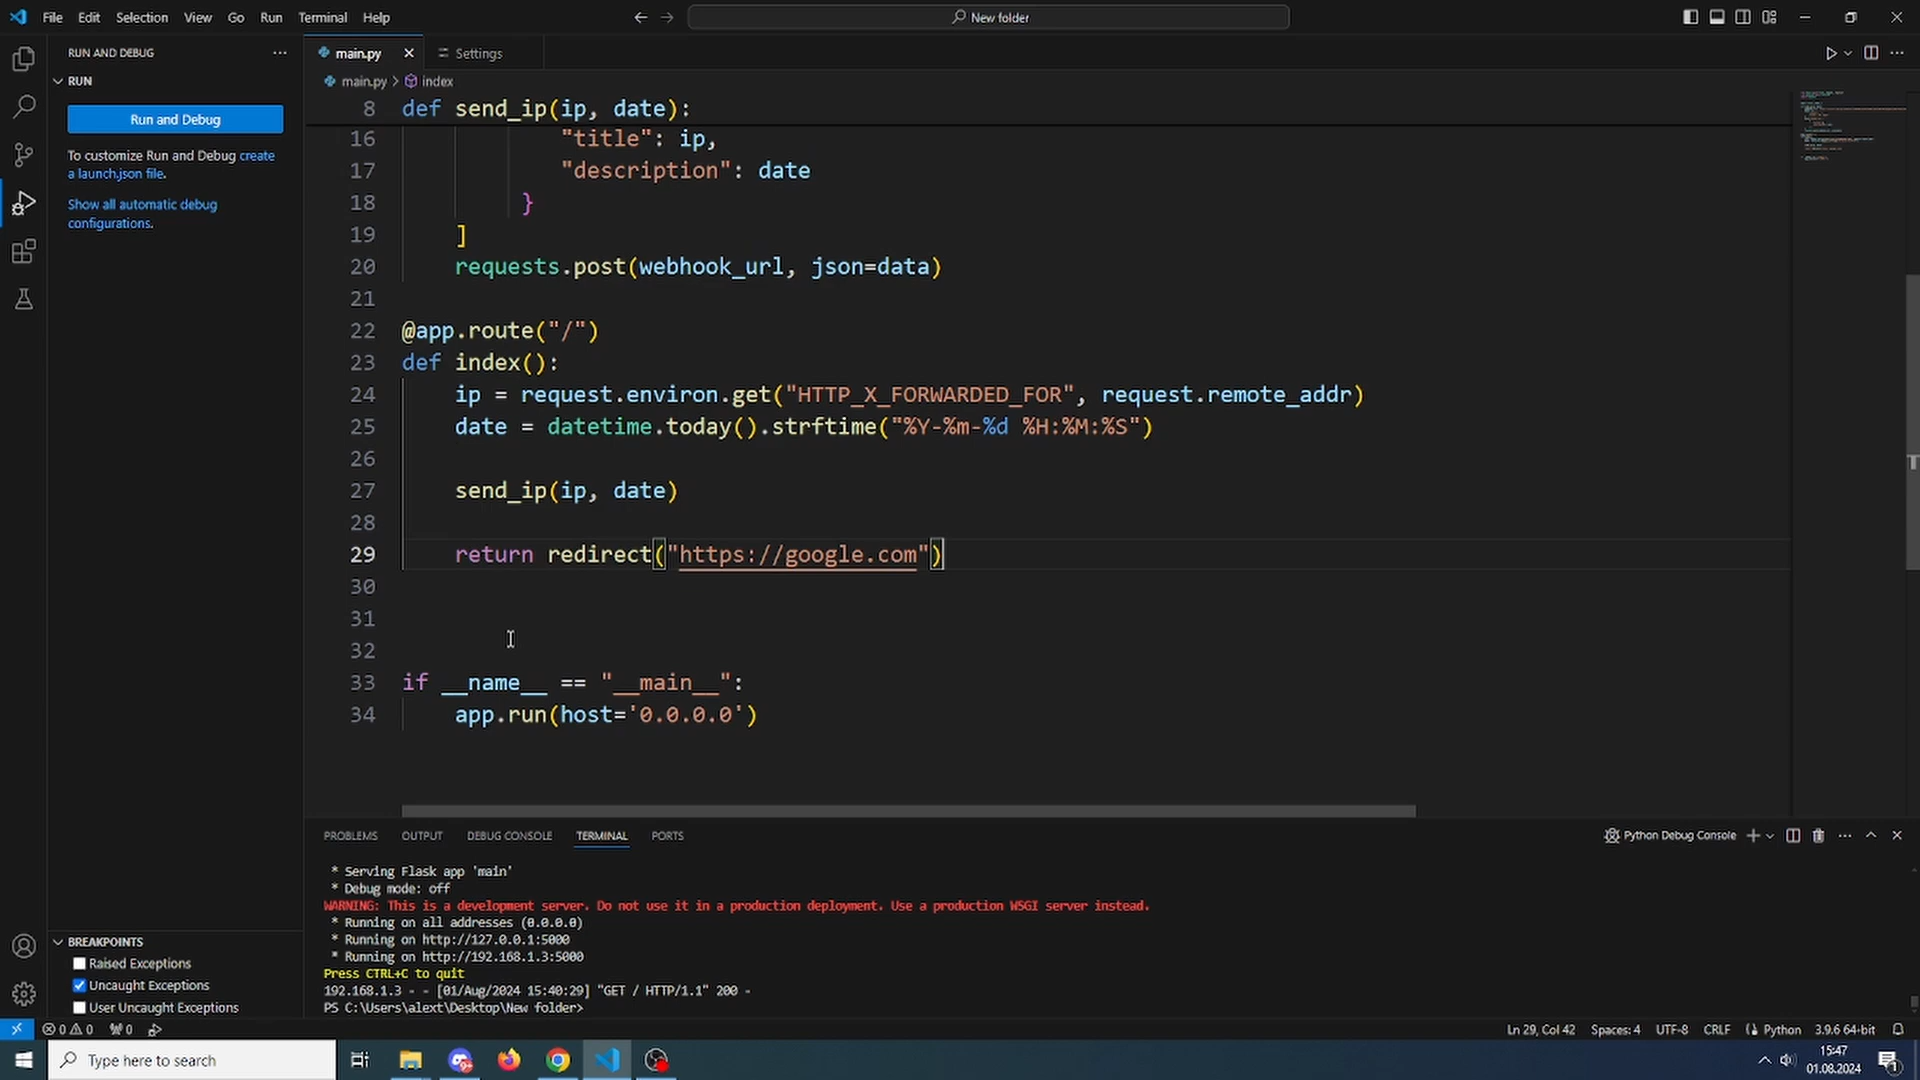 File Edit Selection View Go Run Terminal Help
New folder
RUN AND DEBUG
RUN
Run and Debug
To customize Run and Debug create
a launch.json file.
Show all automatic debug
configurations.
main.py
Settings
main.py > index
8 def send_ip(ip, date):
16 "title": ip,
17 "description": date
18 }
19 ]
20 requests.post(webhook_url, json=data)
21
22 @app.route("/")
23 def index():
24 ip = request.environ.get("HTTP_X_FORWARDED_FOR", request.remote_addr)
25 date = datetime.today().strftime("%Y-%m-%d %H:%M:%S")
26
27 send_ip(ip, date)
28
29 return redirect("https://google.com")
30
31
32
33 if __name__ == "__main__":
34 app.run(host='0.0.0.0')
PROBLEMS OUTPUT DEBUG CONSOLE TERMINAL PORTS
Python Debug Console
* Serving Flask app 'main'
* Debug mode: off
WARNING: This is a development server. Do not use it in a production deployment. Use a production WSGI server instead.
* Running on all addresses (0.0.0.0)
* Running on http://127.0.0.1:5000
* Running on http://192.168.1.3:5000
Press CTRL+C to quit
192.168.1.3 - - [01/Aug/2024 15:40:29] "GET / HTTP/1.1" 200 -
PS C:\Users\alext\Desktop\New folder>
BREAKPOINTS
Raised Exceptions
Uncaught Exceptions
User Uncaught Exceptions
0 0 0
Ln 29, Col 42 Spaces: 4 UTF-8 CRLF Python 3.9.6 64-bit
Type here to search
15:47
01.08.2024